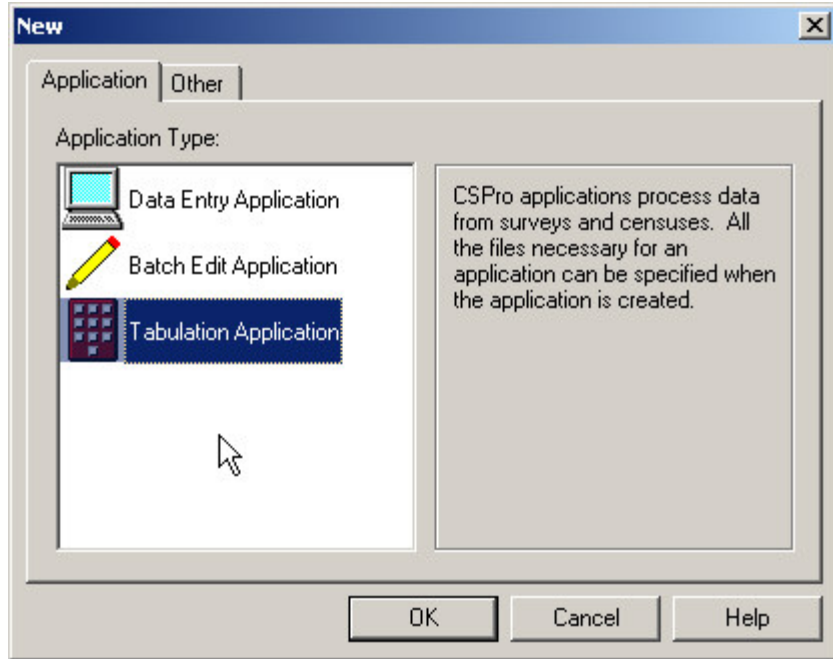 New
Application
Other
Application Type:
Data Entry Application
Batch Edit Application
Tabulation Application
CSPro applications process data
from surveys and censuses.  All
the files necessary for an
application can be specified when
the application is created.
OK
Cancel
Help